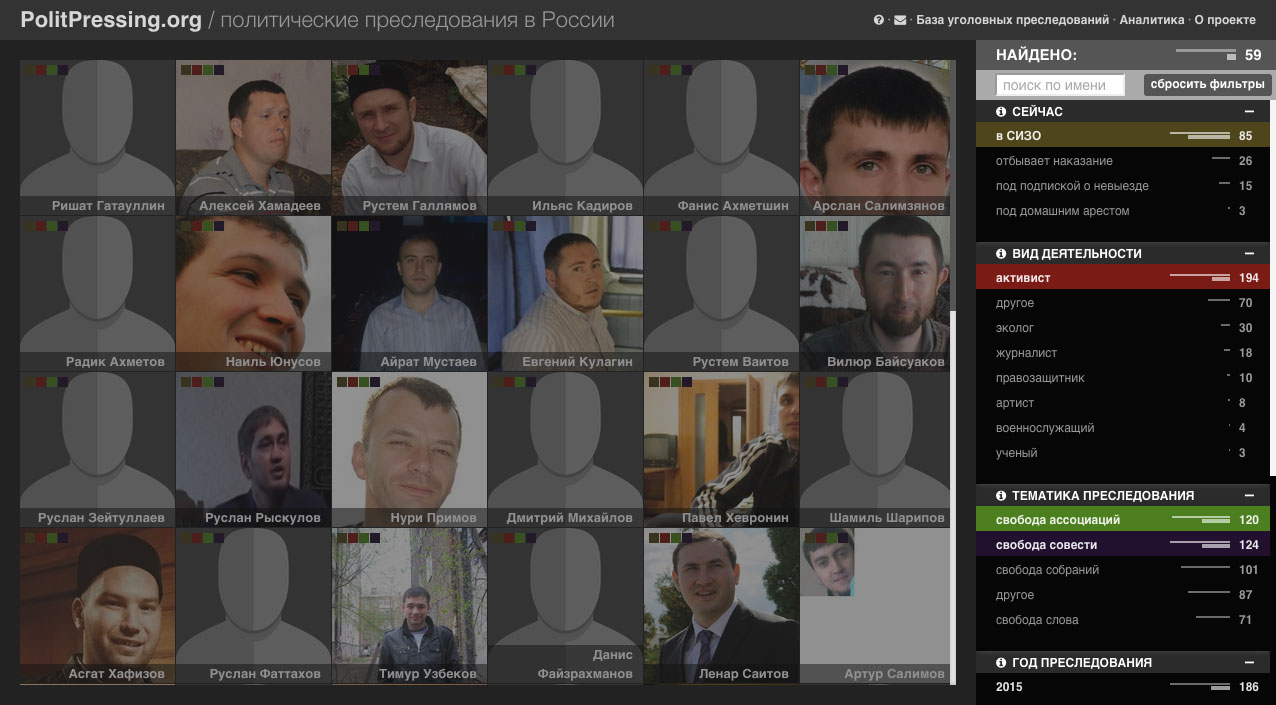 PolitPressing.org / политические преследования в России
База уголовных преследований · Аналитика · О проекте
Ришат Гатауллин
Алексей Хамадеев
Рустем Галлямов
Ильяс Кадиров
Фанис Ахметшин
Арслан Салимзянов
Радик Ахметов
Наиль Юнусов
Айрат Мустаев
Евгений Кулагин
Рустем Ваитов
Вилюр Байсуаков
Руслан Зейтуллаев
Руслан Рыскулов
Нури Примов
Дмитрий Михайлов
Павел Хевронин
Шамиль Шарипов
Асгат Хафизов
Руслан Фаттахов
Тимур Узбеков
Данис
Файзрахманов
Ленар Саитов
Артур Салимов
НАЙДЕНО: 59
поиск по имени сбросить фильтры
СЕЙЧАС
в СИЗО 85
отбывает наказание 26
под подпиской о невыезде 15
под домашним арестом 3
ВИД ДЕЯТЕЛЬНОСТИ
активист 194
другое 70
эколог 30
журналист 18
правозащитник 10
артист 8
военнослужащий 4
ученый 3
ТЕМАТИКА ПРЕСЛЕДОВАНИЯ
свобода ассоциаций 120
свобода совести 124
свобода собраний 101
другое 87
свобода слова 71
ГОД ПРЕСЛЕДОВАНИЯ
2015 186